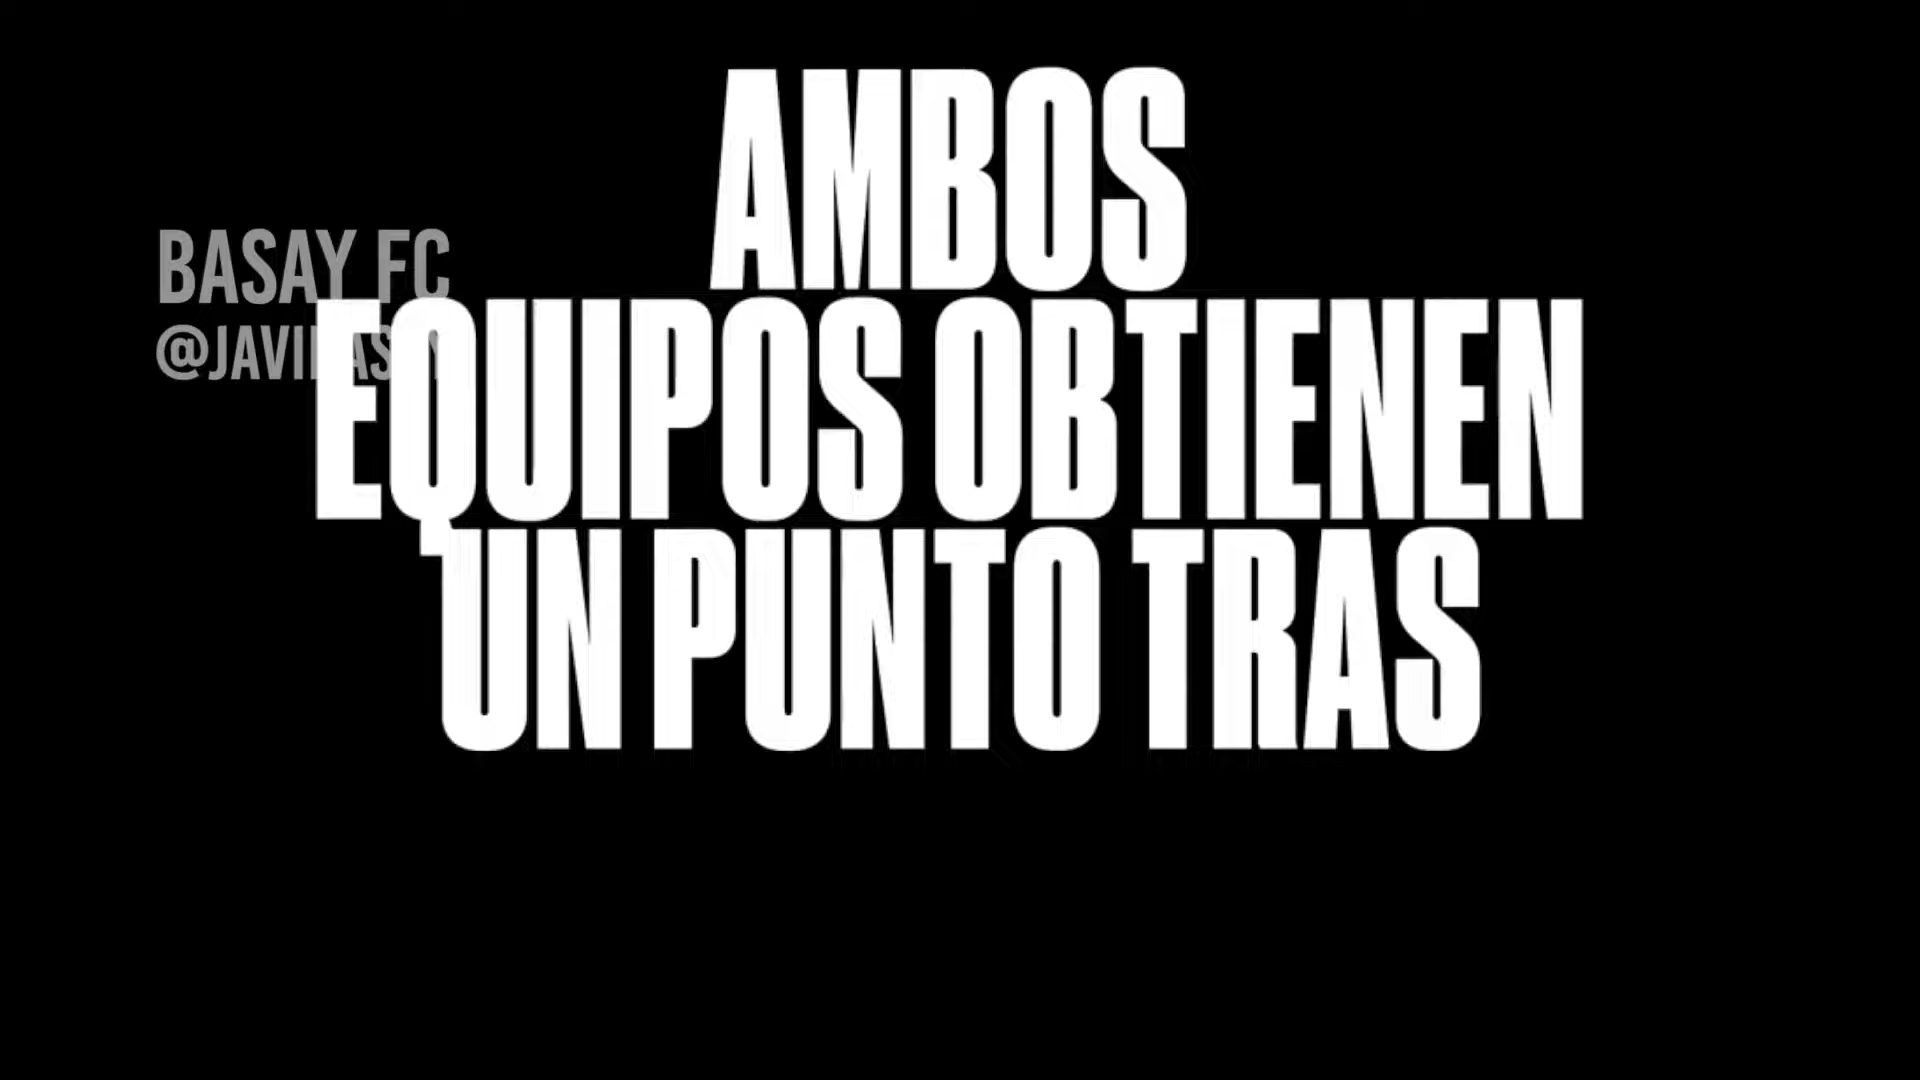 AMBOS
BASAY FC
EQUIPOS OBTIENEN
UN PUNTO TRAS